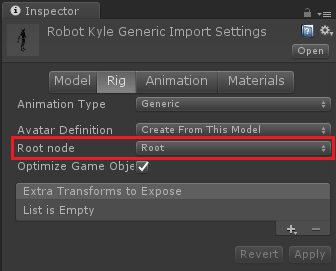 Inspector
Robot Kyle Generic Import Settings
Open
Model Rig Animation Materials
Animation Type Generic
Avatar Definition Create From This Model
Root node Root
Optimize Game Obje
Extra Transforms to Expose
List is Empty
+ −
Revert Apply